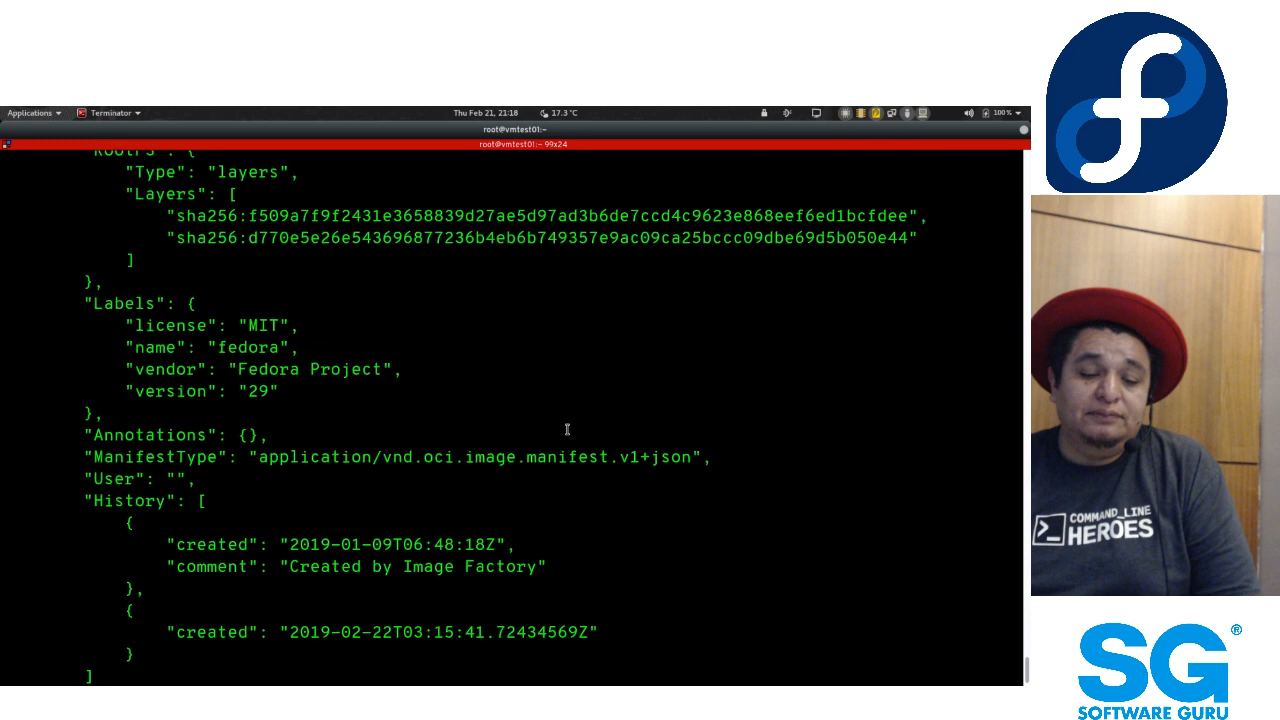 Applications
Terminator
Thu Feb 21, 21:18
17.3 °C
100%
root@vmtest01:~
root@vmtest01:~ 99x24
"RootFS": {
"Type": "layers",
"Layers": [
"sha256:f509a7f9f2431e3658839d27ae5d97ad3b6de7ccd4c9623e868eef6ed1bcfdee",
"sha256:d770e5e26e543696877236b4eb6b749357e9ac09ca25bccc09dbe69d5b050e44"
]
},
"Labels": {
"license": "MIT",
"name": "fedora",
"vendor": "Fedora Project",
"version": "29"
},
"Annotations": {},
"ManifestType": "application/vnd.oci.image.manifest.v1+json",
"User": "",
"History": [
{
"created": "2019-01-09T06:48:18Z",
"comment": "Created by Image Factory"
},
{
"created": "2019-02-22T03:15:41.72434569Z"
}
]
>_ COMMAND_LINE
HEROES
SG®
SOFTWARE GURU